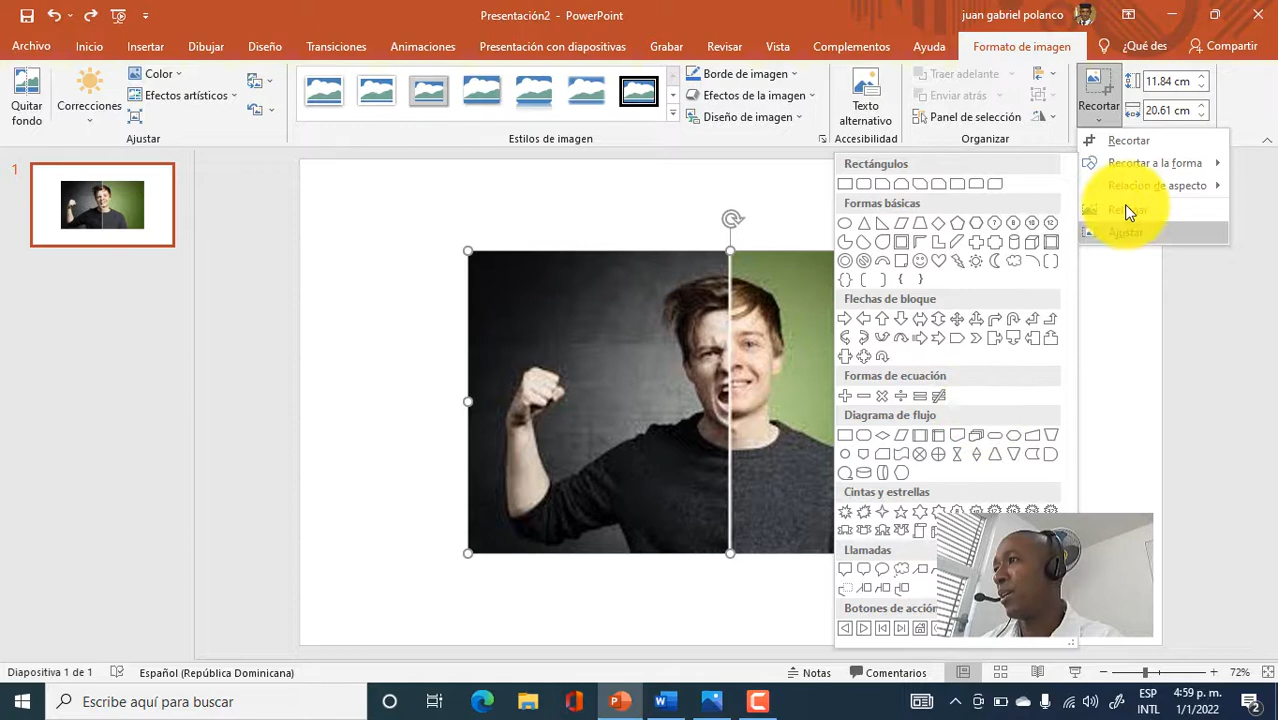 Presentación2 - PowerPoint
juan gabriel polanco
Archivo Inicio Insertar Dibujar Diseño Transiciones Animaciones Presentación con diapositivas Grabar Revisar Vista Complementos Ayuda Formato de imagen ¿Qué des Compartir
Quitar fondo
Correcciones
Color
Efectos artísticos
Ajustar
Estilos de imagen
Borde de imagen
Efectos de la imagen
Diseño de imagen
Texto alternativo
Accesibilidad
Traer adelante
Enviar atrás
Panel de selección
Organizar
Recortar
11.84 cm
20.61 cm
Recortar
Recortar a la forma
Relación de aspecto
Ajustar
1
Rectángulos
Formas básicas
Flechas de bloque
Formas de ecuación
Diagrama de flujo
Cintas y estrellas
Llamadas
Botones de acción
Diapositiva 1 de 1
Español (República Dominicana)
Notas
Comentarios
72%
Escribe aquí para buscar
ESP
INTL
4:59 p. m.
1/1/2022
2